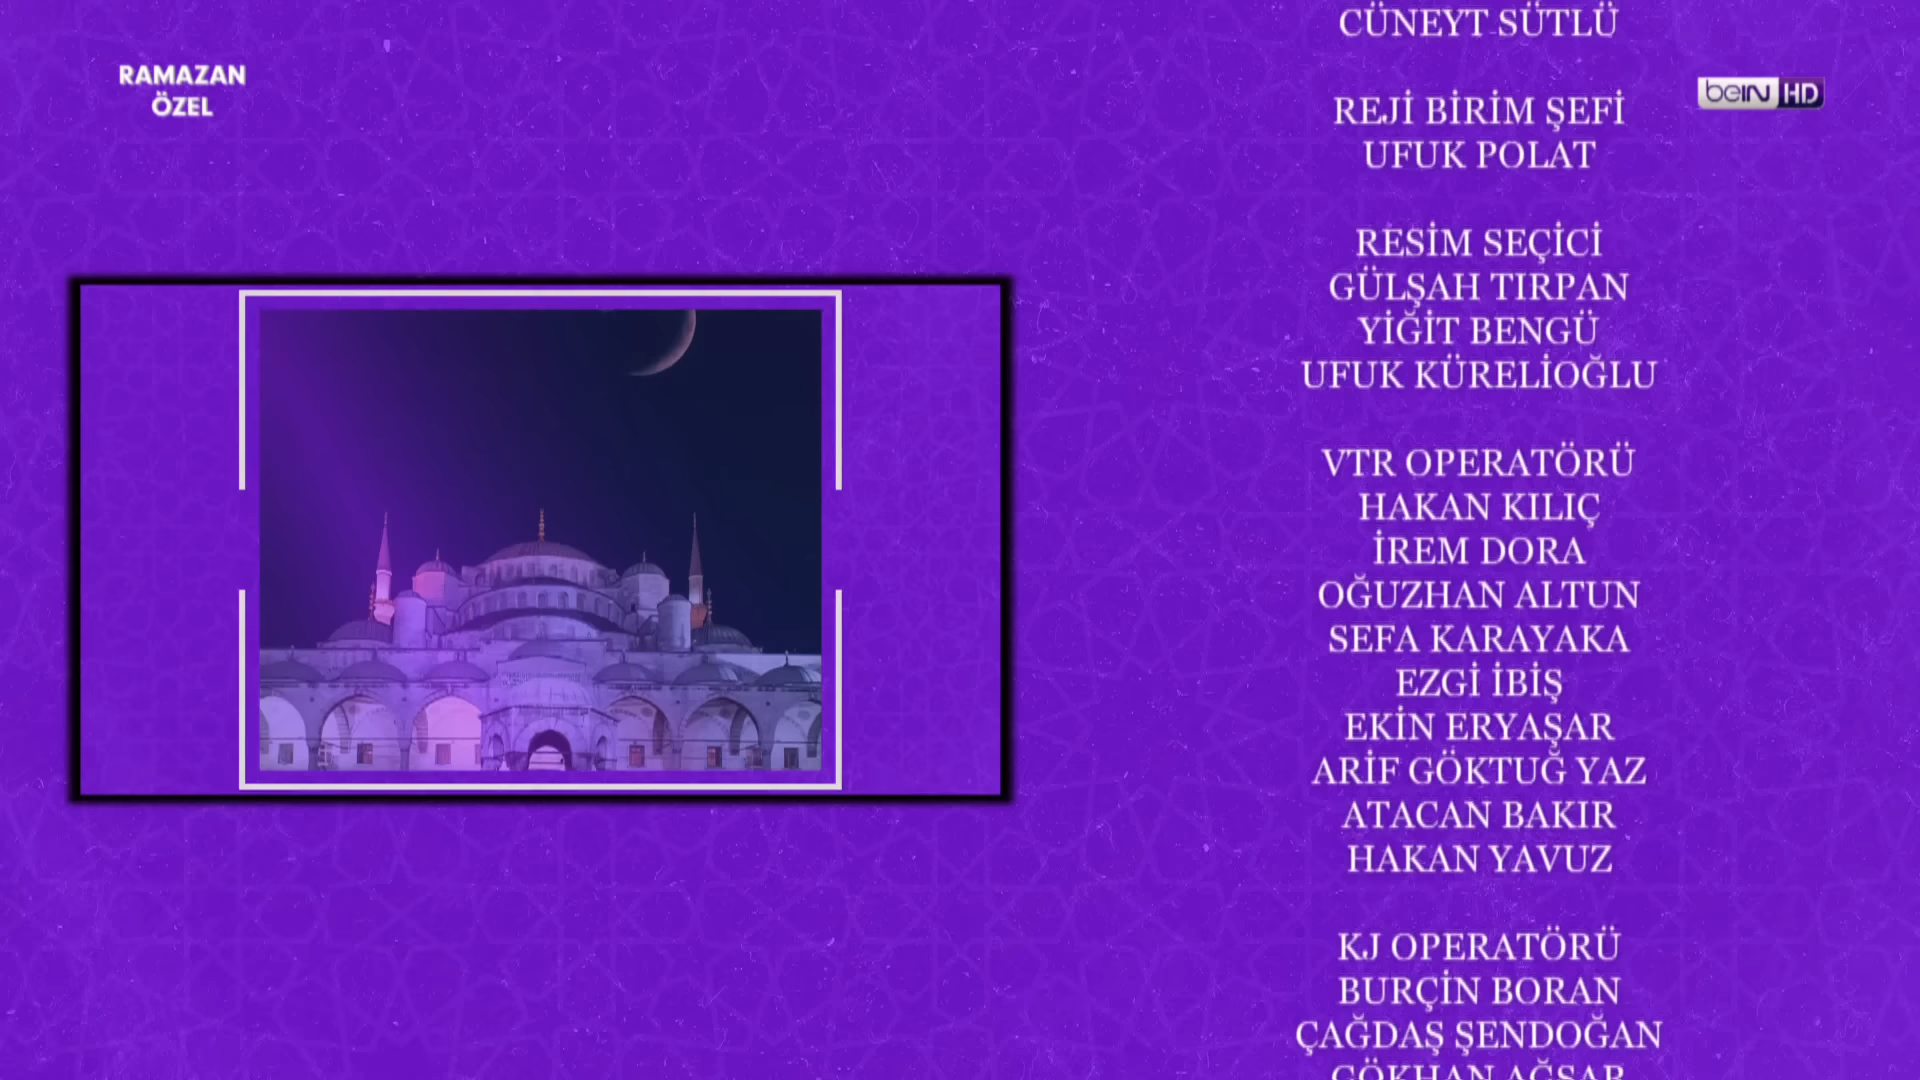 RAMAZAN
ÖZEL
beIN HD
CÜNEYT SÜTLÜ
REJİ BİRİM ŞEFİ
UFUK POLAT
RESİM SEÇİCİ
GÜLŞAH TIRPAN
YİĞİT BENGÜ
UFUK KÜRELİOĞLU
VTR OPERATÖRÜ
HAKAN KILIÇ
İREM DORA
OĞUZHAN ALTUN
SEFA KARAYAKA
EZGİ İBİŞ
EKİN ERYAŞAR
ARİF GÖKTUĞ YAZ
ATACAN BAKIR
HAKAN YAVUZ
KJ OPERATÖRÜ
BURÇİN BORAN
ÇAĞDAŞ ŞENDOĞAN
GÖKHAN AĞSAR